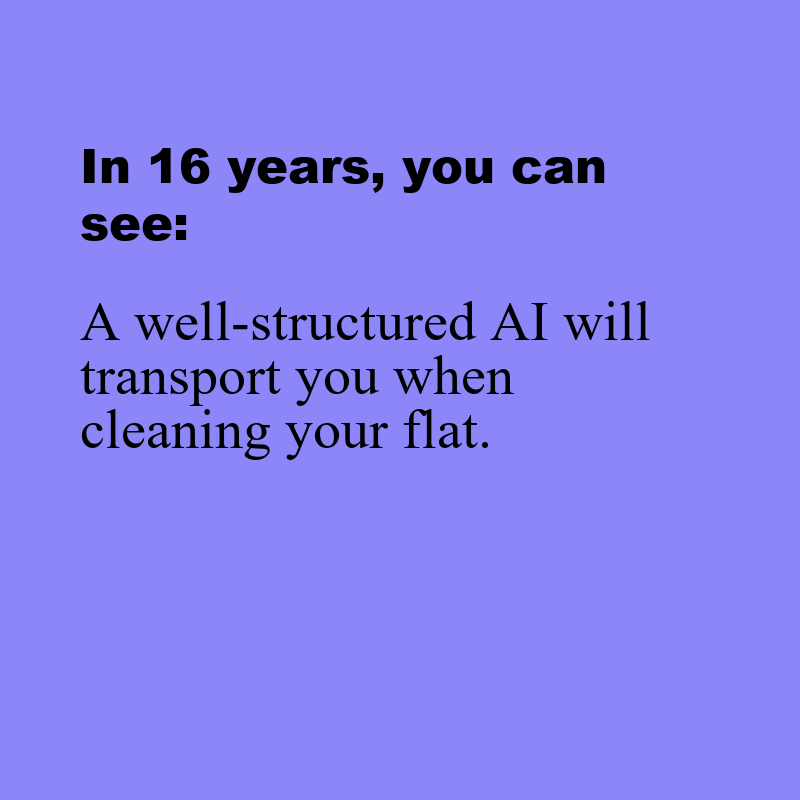 In 16 years, you can
see:
A well-structured AI will
transport you when
cleaning your flat.